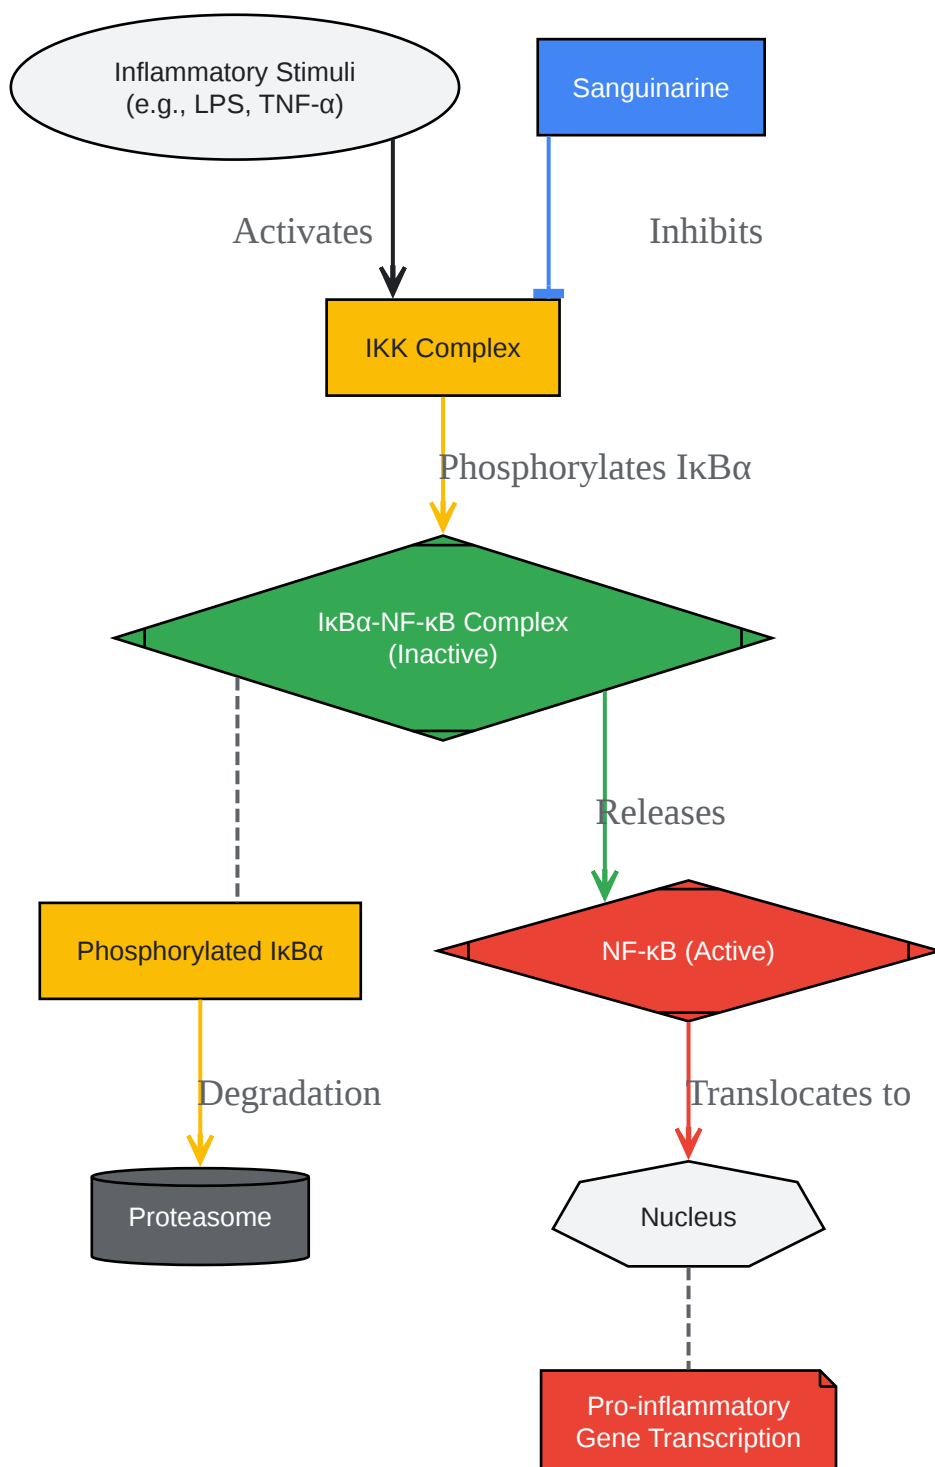 Inflammatory Stimuli
(e.g., LPS, TNF-α)
Sanguinarine
Activates
Inhibits
IKK Complex
Phosphorylates IκBα
IκBα-NF-κB Complex
(Inactive)
Releases
Phosphorylated IκBα
NF-κB (Active)
Degradation
Translocates to
Proteasome
Nucleus
Pro-inflammatory
Gene Transcription